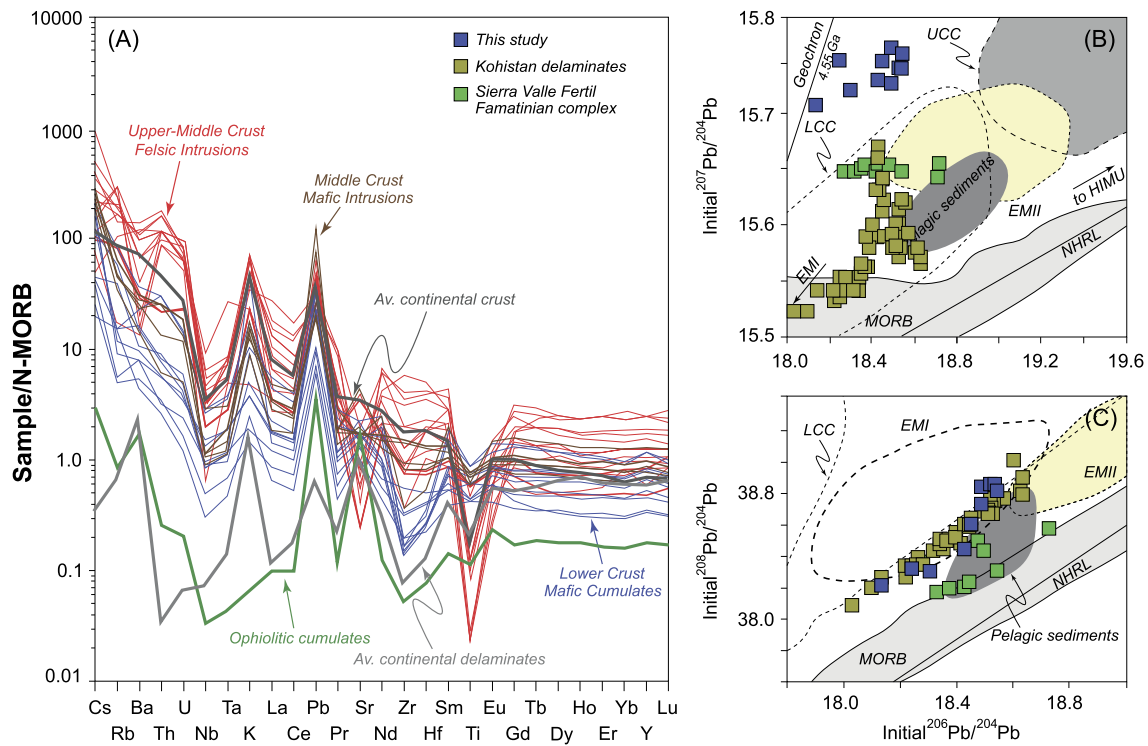 (A)
10000
1000
100
10
1.0
0.1
0.01
Sample/N-MORB
This study
Kohistan delaminates
Sierra Valle Fertil
Famatinian complex
Upper-Middle Crust
Felsic Intrusions
Middle Crust
Mafic Intrusions
Av. continental crust
Lower Crust
Mafic Cumulates
Ophiolitic cumulates
Av. continental delaminates
Cs Ba U Ta La Pb Sr Zr Sm Eu Tb Ho Yb Lu
Rb Th Nb K Ce Pr Nd Hf Ti Gd Dy Er Y
(B)
15.8
15.7
15.6
15.5
Initial 207Pb/204Pb
Geochron
4.55 Ga
UCC
LCC
Pelagic sediments
EMII
to HIMU
EMI
NHRL
MORB
18.0 18.4 18.8 19.2 19.6
(C)
38.8
38.0
Initial 208Pb/204Pb
LCC
EMI
EMII
NHRL
MORB
Pelagic sediments
18.0 18.4 18.8
Initial 206Pb/204Pb